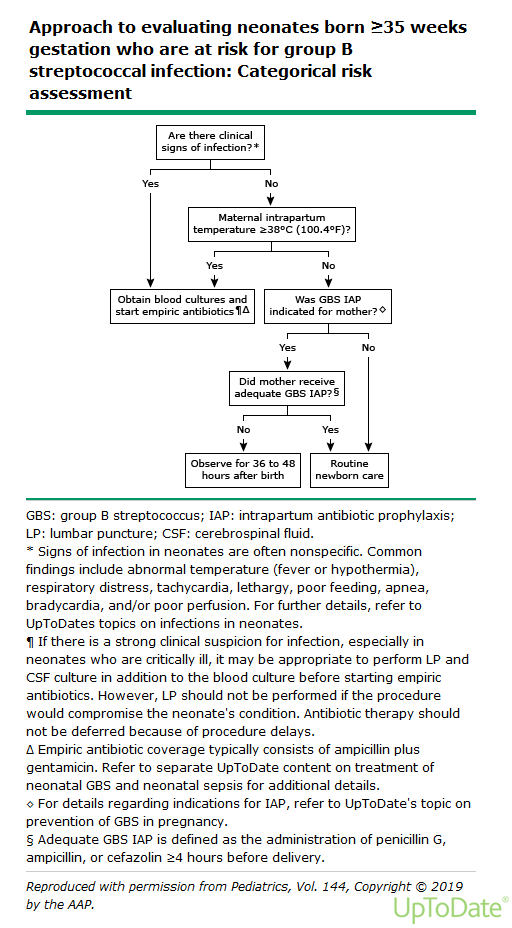 Approach to evaluating neonates born ≥35 weeks
gestation who are at risk for group B
streptococcal infection: Categorical risk
assessment
Are there clinical
signs of infection?*
Yes
No
Maternal intrapartum
temperature ≥38°C (100.4°F)?
Yes
No
Obtain blood cultures and
start empiric antibiotics¶Δ
Was GBS IAP
indicated for mother?◊
Yes
No
Did mother receive
adequate GBS IAP?§
No
Yes
Observe for 36 to 48
hours after birth
Routine
newborn care
GBS: group B streptococcus; IAP: intrapartum antibiotic prophylaxis;
LP: lumbar puncture; CSF: cerebrospinal fluid.
* Signs of infection in neonates are often nonspecific. Common
findings include abnormal temperature (fever or hypothermia),
respiratory distress, tachycardia, lethargy, poor feeding, apnea,
bradycardia, and/or poor perfusion. For further details, refer to
UpToDates topics on infections in neonates.
¶ If there is a strong clinical suspicion for infection, especially in
neonates who are critically ill, it may be appropriate to perform LP and
CSF culture in addition to the blood culture before starting empiric
antibiotics. However, LP should not be performed if the procedure
would compromise the neonate's condition. Antibiotic therapy should
not be deferred because of procedure delays.
Δ Empiric antibiotic coverage typically consists of ampicillin plus
gentamicin. Refer to separate UpToDate content on treatment of
neonatal GBS and neonatal sepsis for additional details.
◊ For details regarding indications for IAP, refer to UpToDate's topic on
prevention of GBS in pregnancy.
§ Adequate GBS IAP is defined as the administration of penicillin G,
ampicillin, or cefazolin ≥4 hours before delivery.
Reproduced with permission from Pediatrics, Vol. 144, Copyright © 2019
by the AAP.
UpToDate®